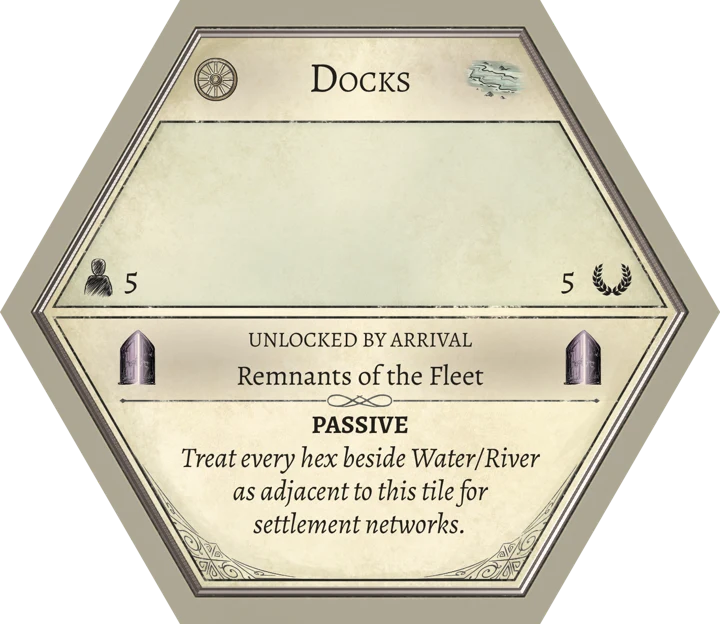 Docks
5
5
UNLOCKED BY ARRIVAL
Remnants of the Fleet
PASSIVE
Treat every hex beside Water/River
as adjacent to this tile for
settlement networks.